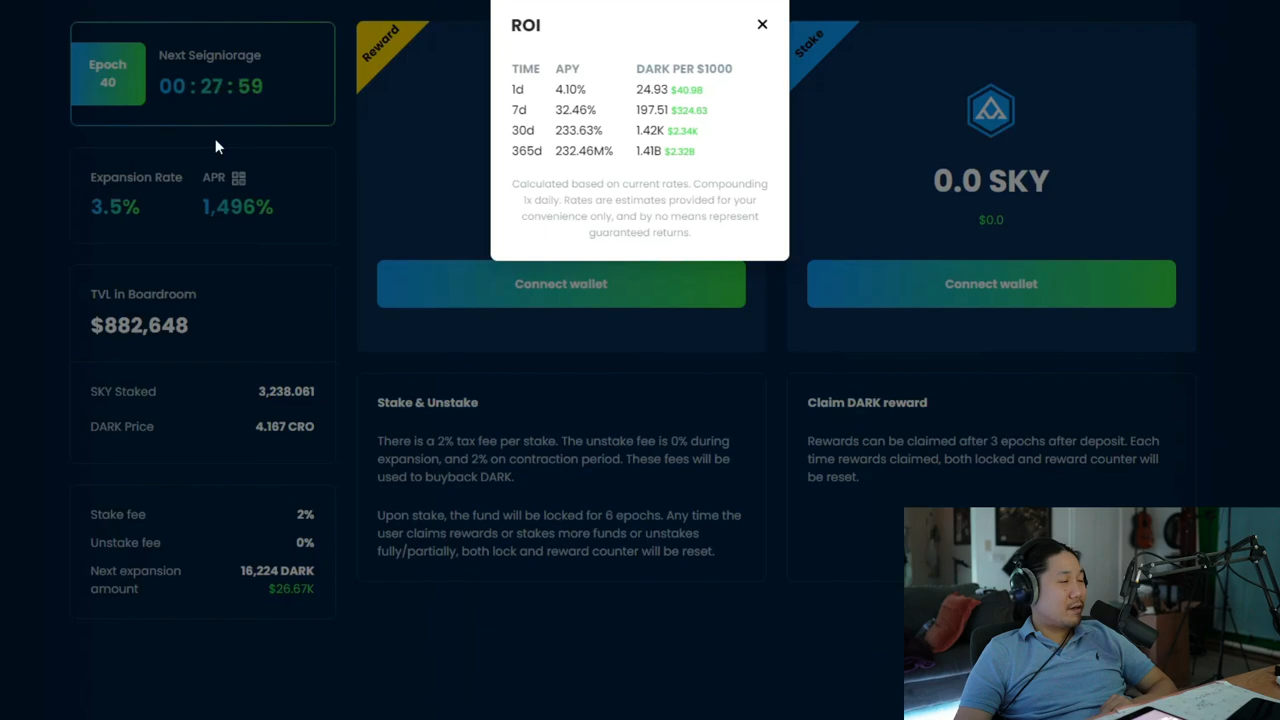 Epoch
40
Next Seigniorage
00 : 27 : 59
Expansion Rate
APR
3.5%
1,496%
TVL in Boardroom
$882,648
SKY Staked 3,238.061
DARK Price 4.167 CRO
Stake fee 2%
Unstake fee 0%
Next expansion amount 16,224 DARK
$26.67K
Reward
ROI
TIME APY DARK PER $1000
1d 4.10% 24.93 $40.98
7d 32.46% 197.51 $324.63
30d 233.63% 1.42K $2.34K
365d 232.46M% 1.41B $2.32B
Calculated based on current rates. Compounding
1x daily. Rates are estimates provided for your
convenience only, and by no means represent
guaranteed returns.
Connect wallet
Stake
0.0 SKY
$0.0
Connect wallet
Stake & Unstake
There is a 2% tax fee per stake. The unstake fee is 0% during
expansion, and 2% on contraction period. These fees will be
used to buyback DARK.
Upon stake, the fund will be locked for 6 epochs. Any time the
user claims rewards or stakes more funds or unstakes
fully/partially, both lock and reward counter will be reset.
Claim DARK reward
Rewards can be claimed after 3 epochs after deposit. Each
time rewards claimed, both locked and reward counter will
be reset.